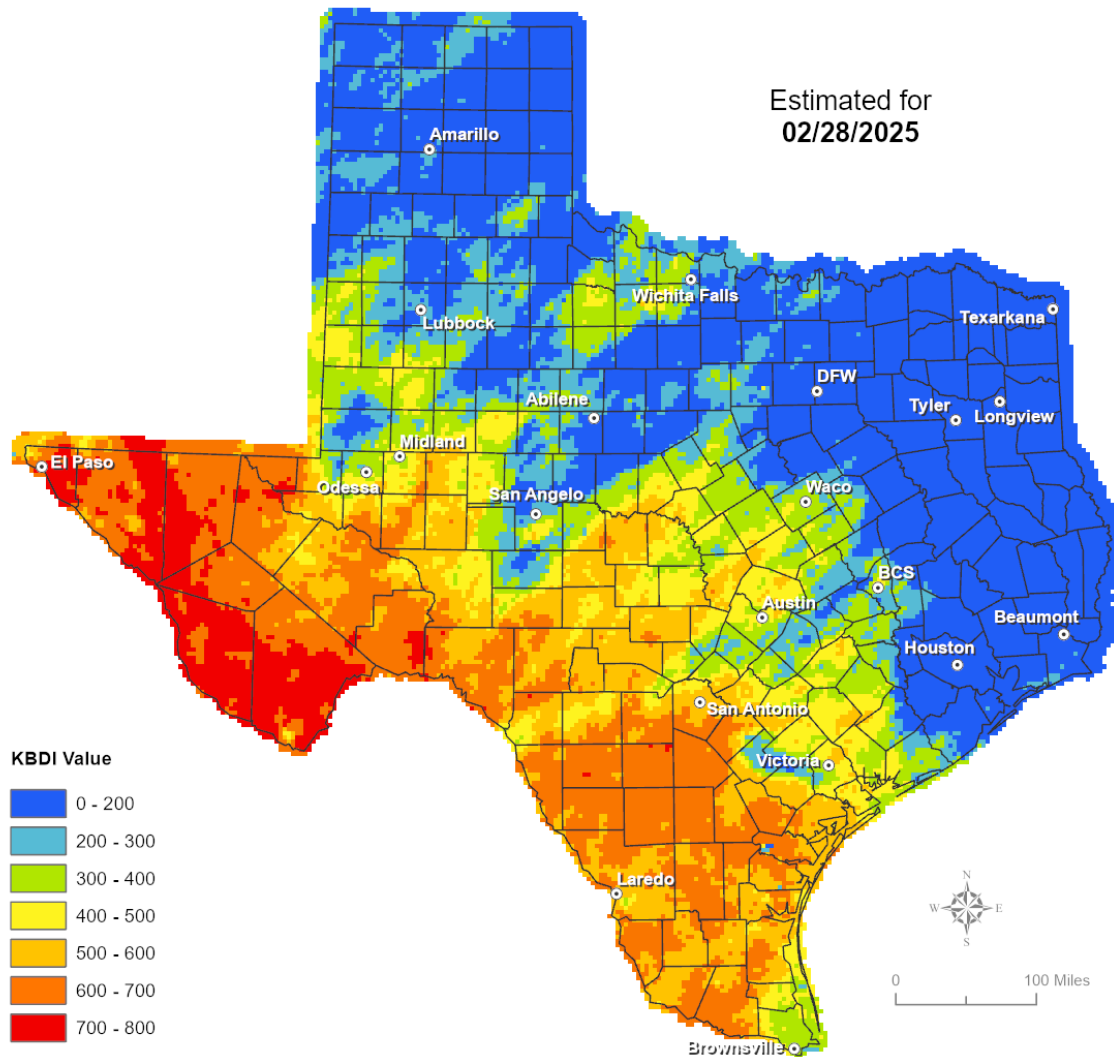 Estimated for
02/28/2025
Amarillo
Wichita Falls
Lubbock
Texarkana
DFW
Abilene
Tyler
Longview
Midland
El Paso
Odessa
San Angelo
Waco
BCS
Austin
Beaumont
Houston
San Antonio
Victoria
KBDI Value
0 - 200
200 - 300
300 - 400
400 - 500
500 - 600
600 - 700
700 - 800
Laredo
N
W E
S
0 100 Miles
Brownsville